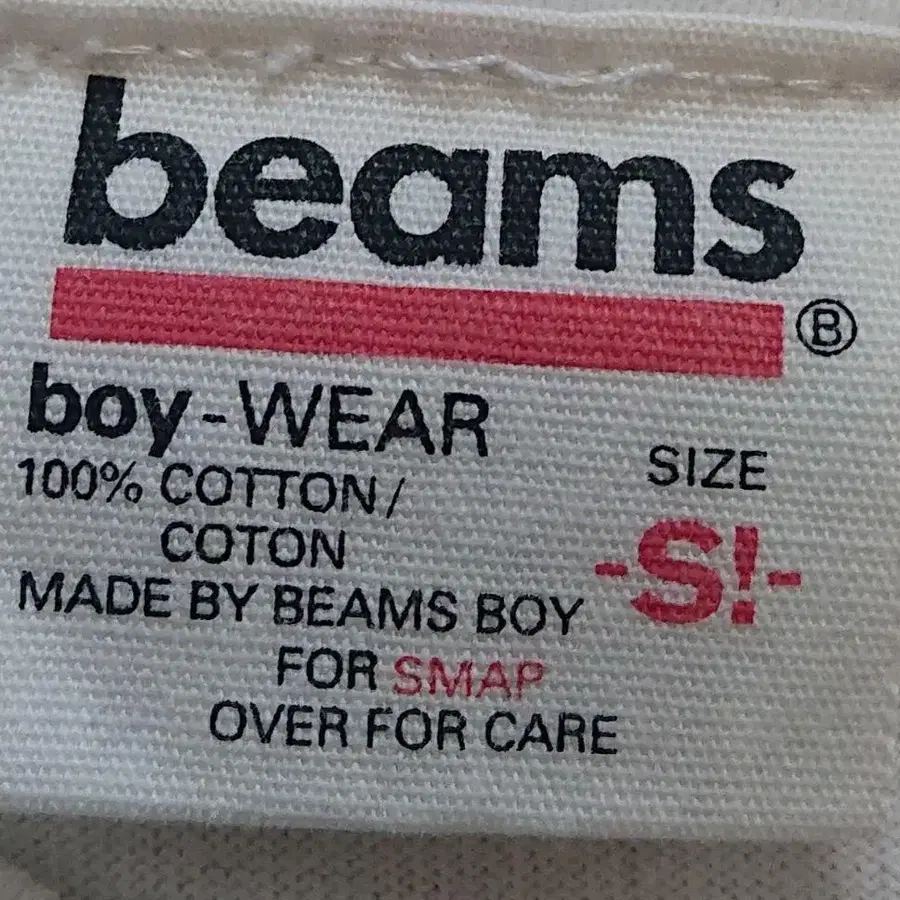 beams
Ⓑ
boy-WEAR
100% COTTON/
COTON
SIZE
-S!-
MADE BY BEAMS BOY
FOR SMAP
OVER FOR CARE